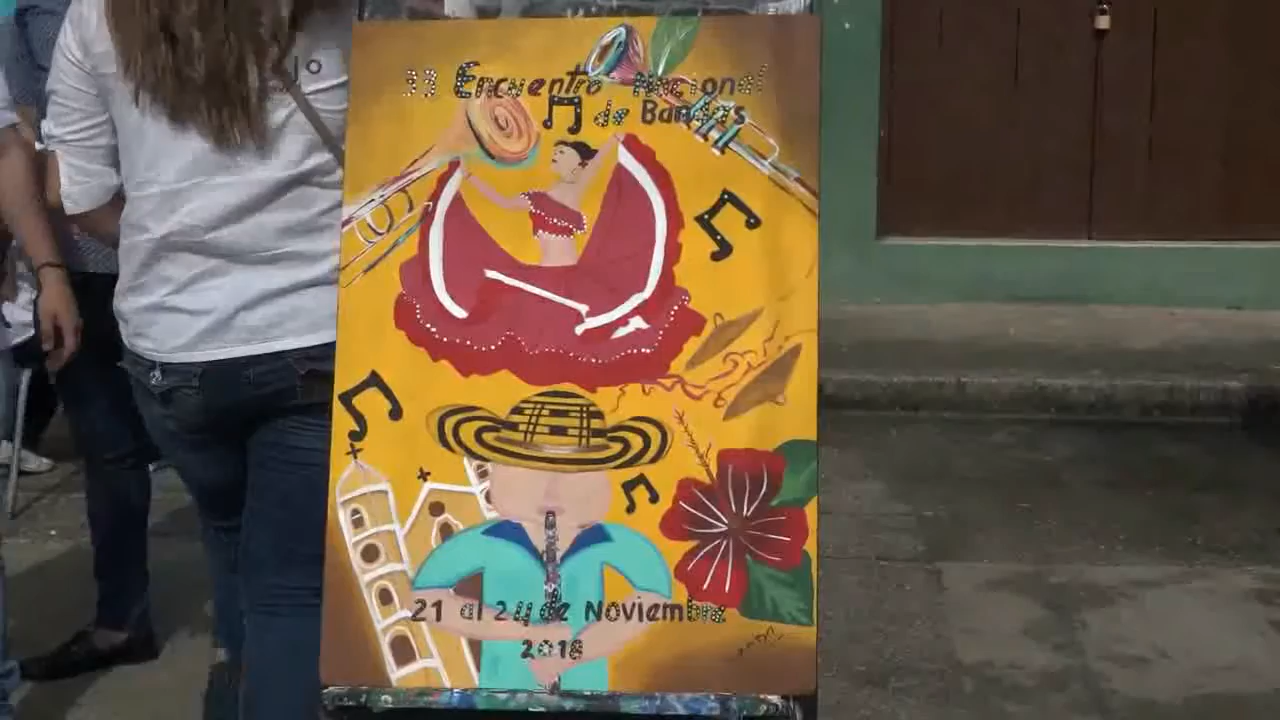 33 Encuentro Nacional
de Bandas
21 al 24 de Noviembre
2018